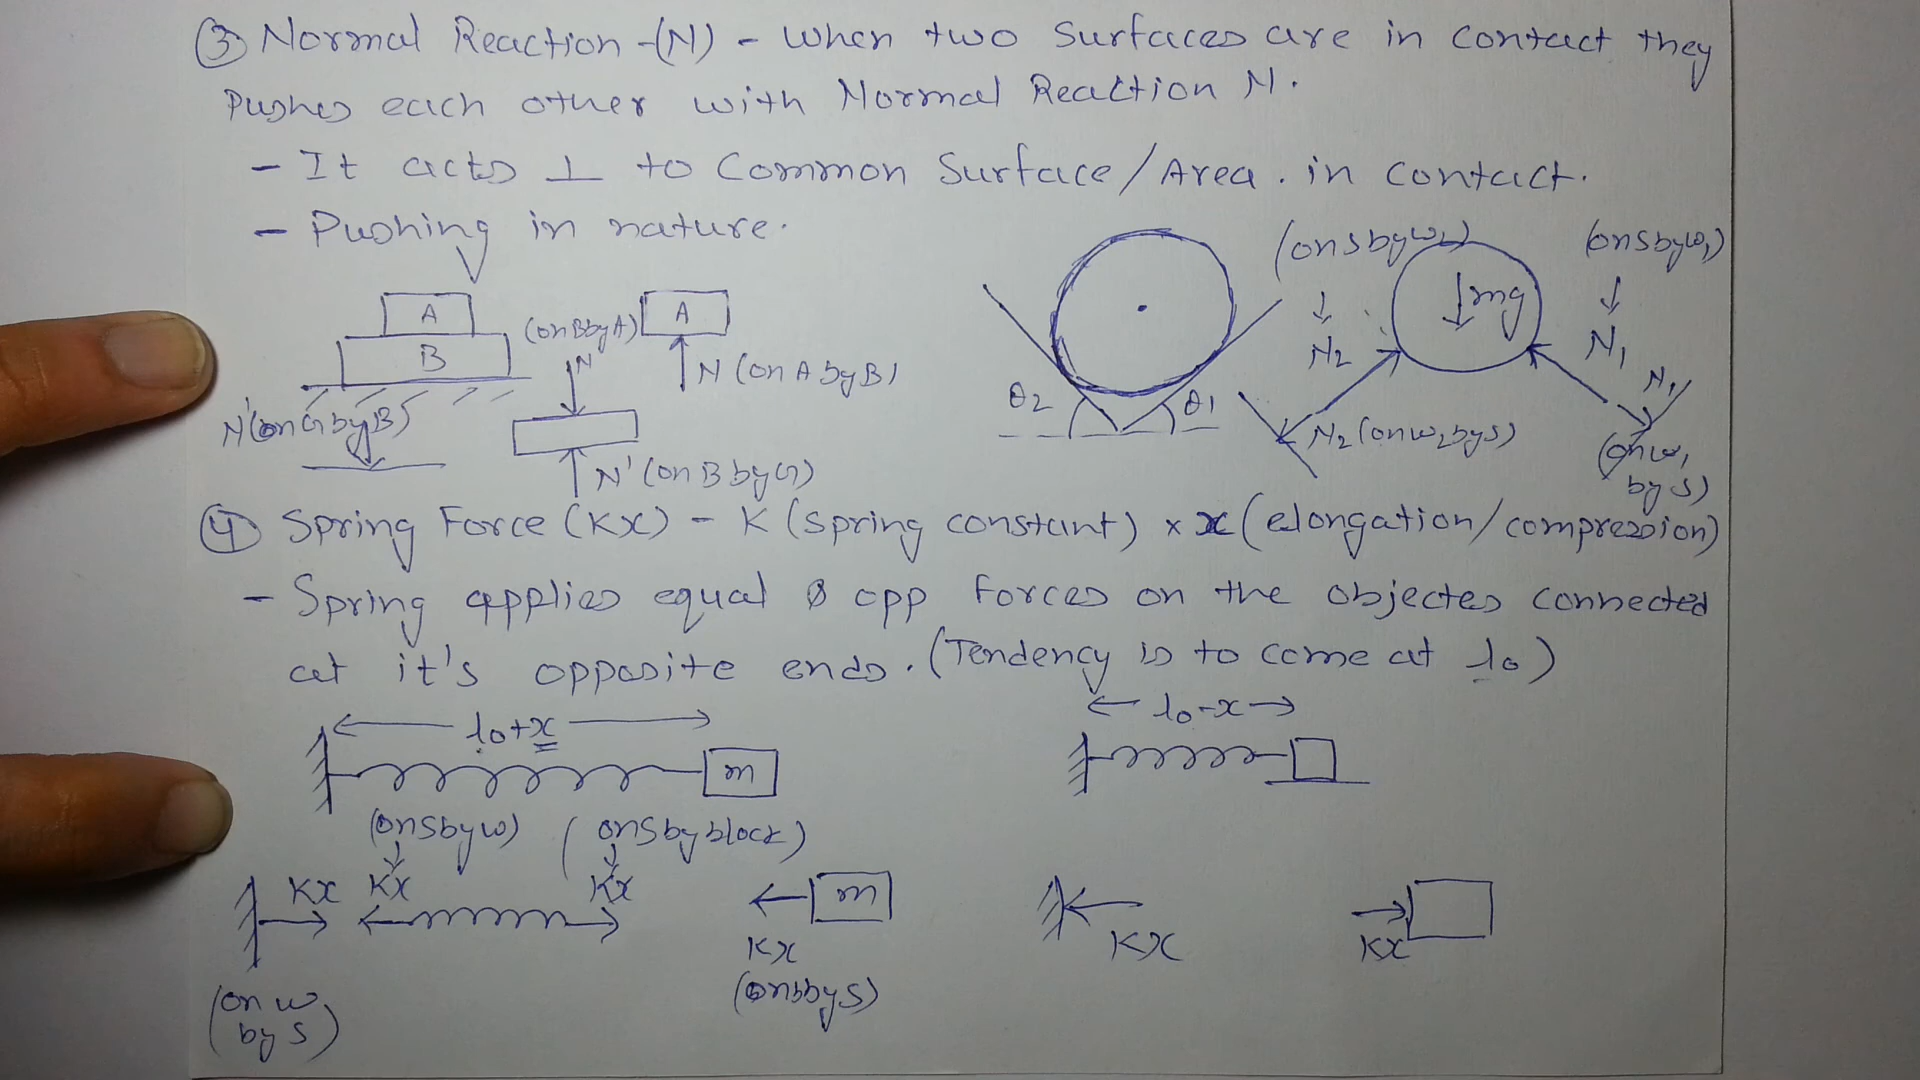 ③ Normal Reaction-(N) - When two surfaces are in contact they
Pushes each other with Normal Reaction N.
- It acts ⊥ to Common Surface/Area. in contact.
- Pushing in nature.
(on S by w2) (on S by w1)
A
B
(on B by A)
N
A
N (on A by B)
N' (on G by B)
N' (on B by G)
θ2 θ1
mg
N2
N1
N1
N2 (on w2 by S)
(on w1
by S)
④ Spring Force (Kx) - K (spring constant) × x (elongation/compression)
- Spring applies equal & opp forces on the objectes connected
at it's opposite ends. (Tendency is to come at l0)
l0+x
l0-x
m
(on S by w) (on S by block)
Kx Kx Kx
m
Kx
(on b by S)
Kx
Kx
(on w
by S)